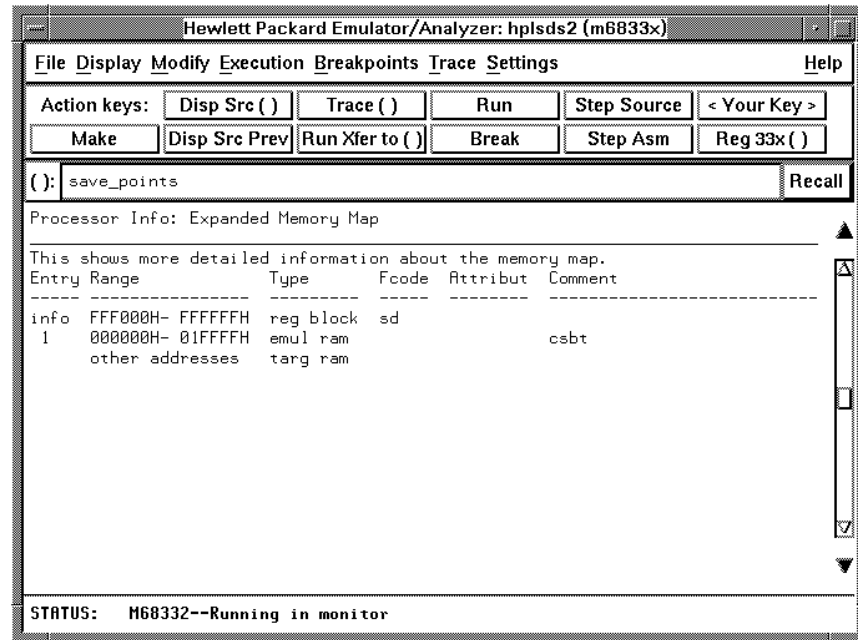 Hewlett Packard Emulator/Analyzer: hplsds2 (m6833x)
File Display Modify Execution Breakpoints Trace Settings Help
Action keys: Disp Src ( ) Trace ( ) Run Step Source < Your Key >
Make Disp Src Prev Run Xfer to ( ) Break Step Asm Reg 33x ( )
( ): save_points Recall
Processor Info: Expanded Memory Map
This shows more detailed information about the memory map.
Entry Range Type Fcode Attribut Comment
----- ----------------- ---------- ----- -------- ----------------------------
info FFF000H- FFFFFFH reg block sd
1 000000H- 01FFFFH emul ram csbt
other addresses targ ram
STATUS: M68332--Running in monitor